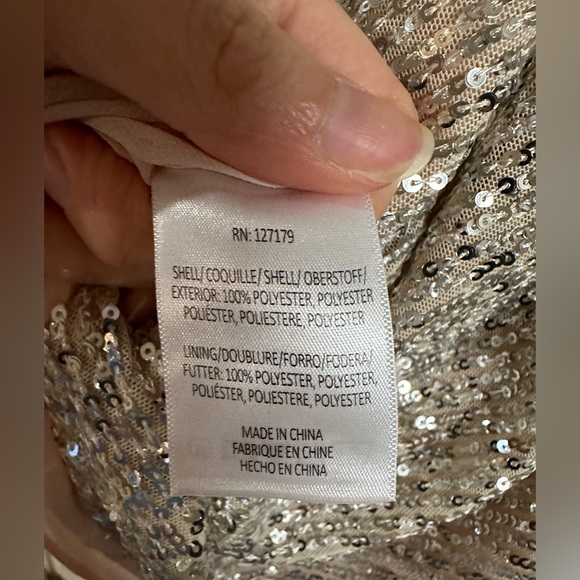 RN: 127179
SHELL/ COQUILLE/ SHELL/ OBERSTOFF/
EXTERIOR: 100% POLYESTER, POLYESTER
POLIÉSTER, POLIESTERE, POLYESTER
LINING/DOUBLURE/FORRO/FODERA/
FUTTER: 100% POLYESTER, POLYESTER,
POLIÉSTER, POLIESTERE, POLYESTER
MADE IN CHINA
FABRIQUE EN CHINE
HECHO EN CHINA